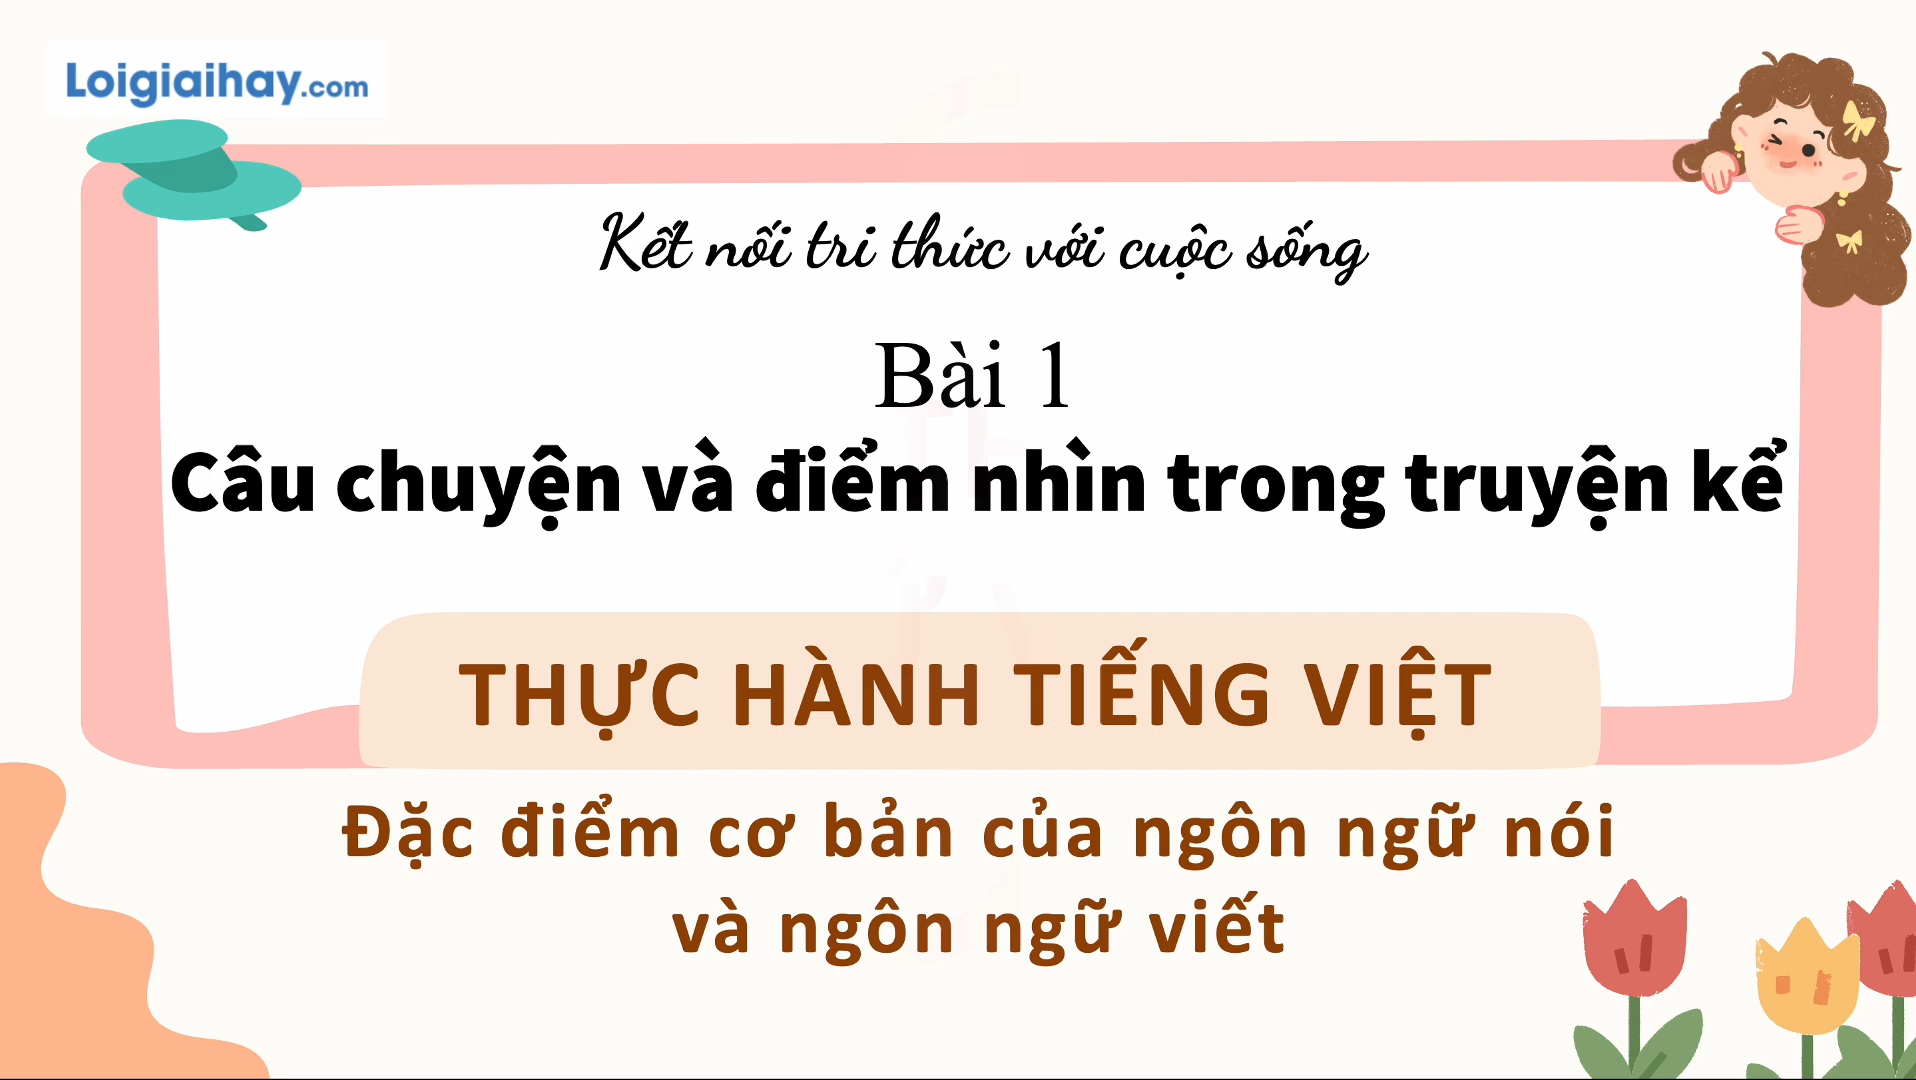 Loigiaihay.com
Kết nối tri thức với cuộc sống
Bài 1
Câu chuyện và điểm nhìn trong truyện kể
THỰC HÀNH TIẾNG VIỆT
Đặc điểm cơ bản của ngôn ngữ nói
và ngôn ngữ viết